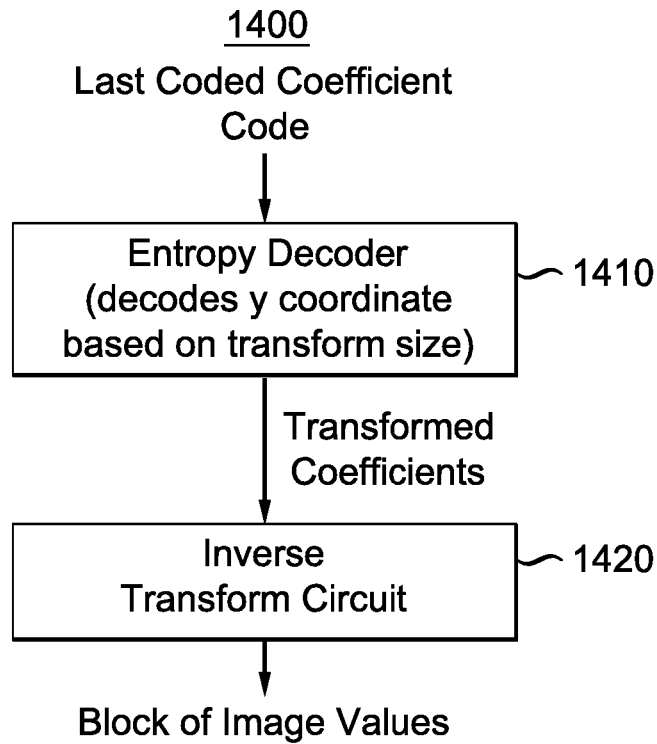 1400
Last Coded Coefficient
Code
Entropy Decoder
(decodes y coordinate
based on transform size)
1410
Transformed
Coefficients
Inverse
Transform Circuit
1420
Block of Image Values